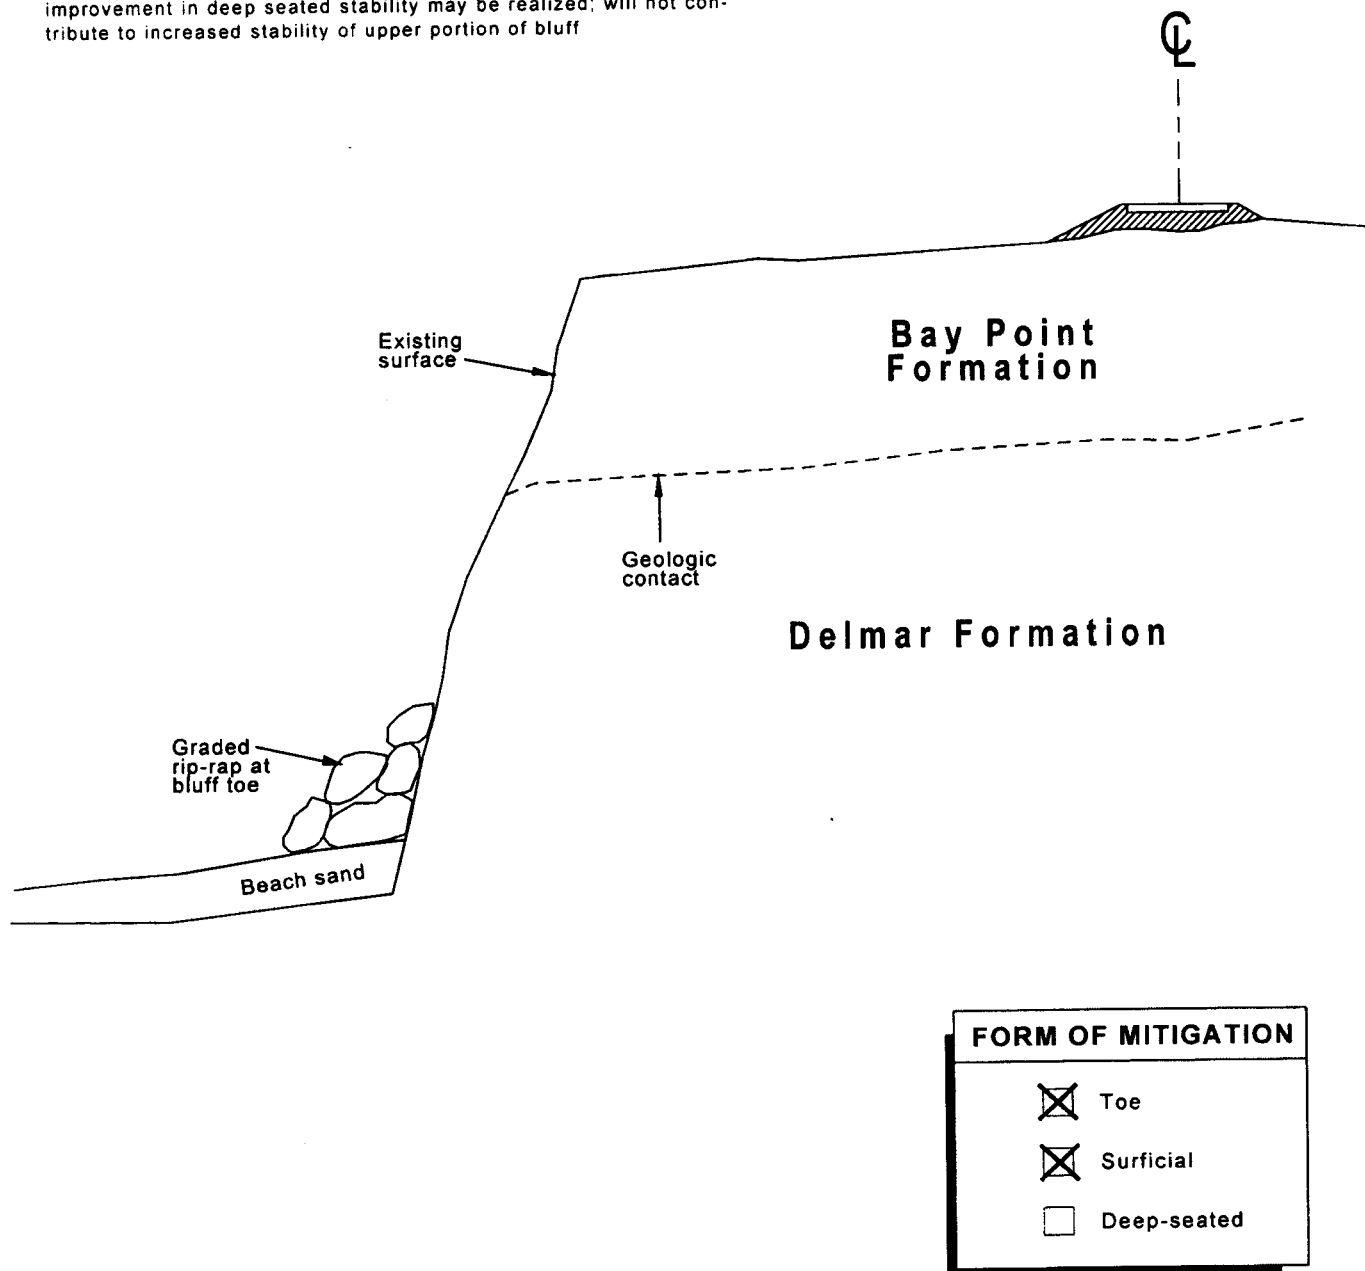 improvement in deep seated stability may be realized; will not con-
tribute to increased stability of upper portion of bluff
CL
Existing
surface
Bay Point
Formation
Geologic
contact
Delmar Formation
Graded
rip-rap at
bluff toe
Beach sand
FORM OF MITIGATION
Toe
Surficial
Deep-seated